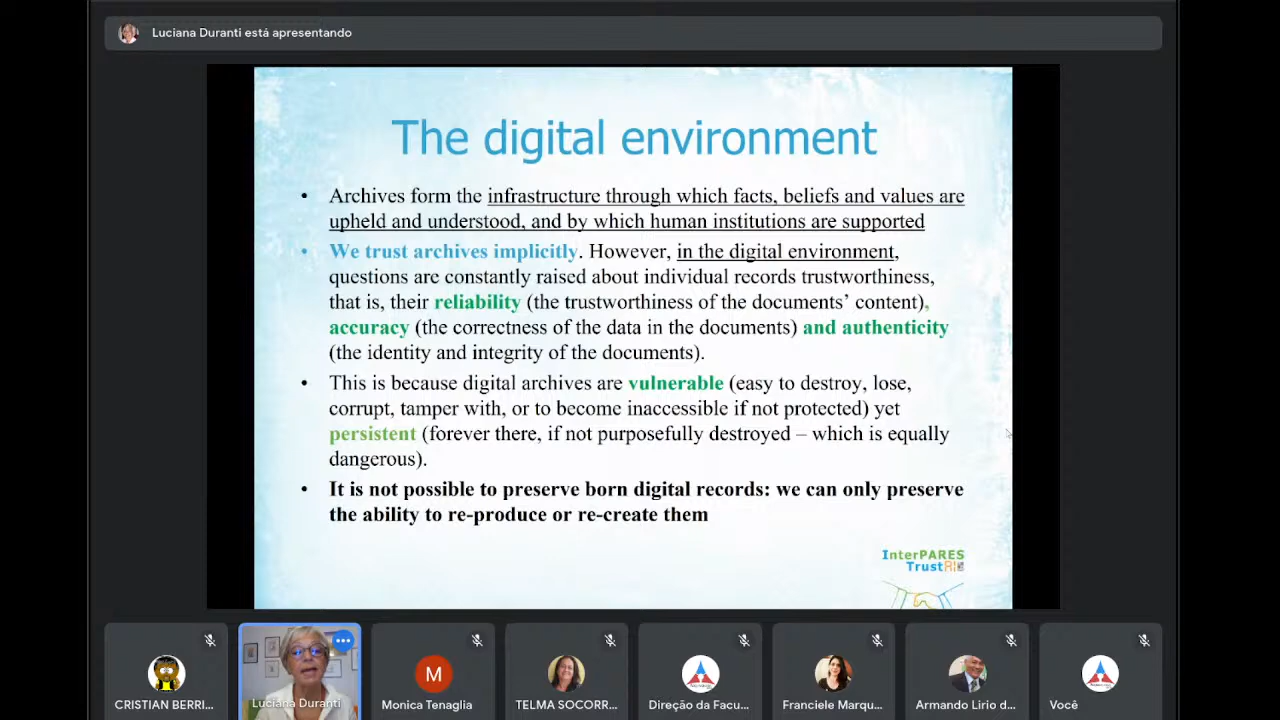 Luciana Duranti está apresentando
The digital environment
• Archives form the infrastructure through which facts, beliefs and values are
upheld and understood, and by which human institutions are supported
• We trust archives implicitly. However, in the digital environment,
questions are constantly raised about individual records trustworthiness,
that is, their reliability (the trustworthiness of the documents’ content),
accuracy (the correctness of the data in the documents) and authenticity
(the identity and integrity of the documents).
• This is because digital archives are vulnerable (easy to destroy, lose,
corrupt, tamper with, or to become inaccessible if not protected) yet
persistent (forever there, if not purposefully destroyed – which is equally
dangerous).
• It is not possible to preserve born digital records: we can only preserve
the ability to re-produce or re-create them
InterPARES
Trust
M
CRISTIAN BERRI...
Luciana Duranti
Monica Tenaglia
TELMA SOCORR...
Direção da Facu...
Franciele Marqu...
Armando Lirio d...
Você